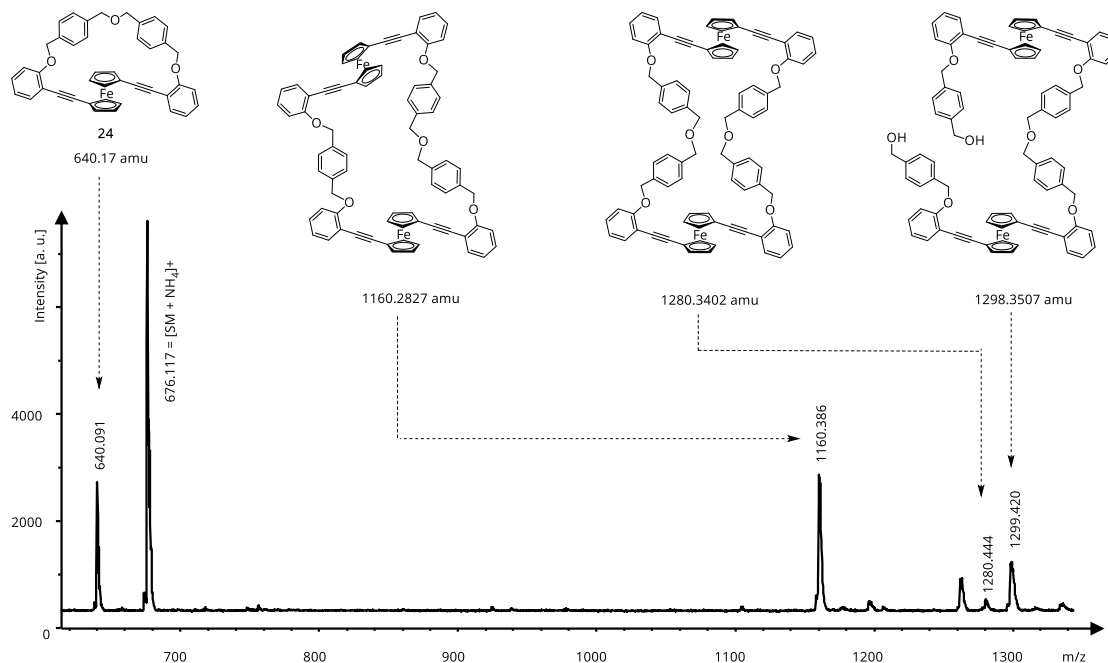 O
O
O
Fe
24
640.17 amu
O
Fe
O
O
O
O
Fe
1160.2827 amu
Fe
O
O
O
O
O
O
Fe
1280.3402 amu
Fe
O
O
OH
OH
O
O
O
Fe
1298.3507 amu
Intensity [a. u.]
4000
2000
0
640.091
676.117 = [SM + NH4]+
1160.386
1280.444
1299.420
700
800
900
1000
1100
1200
1300
m/z